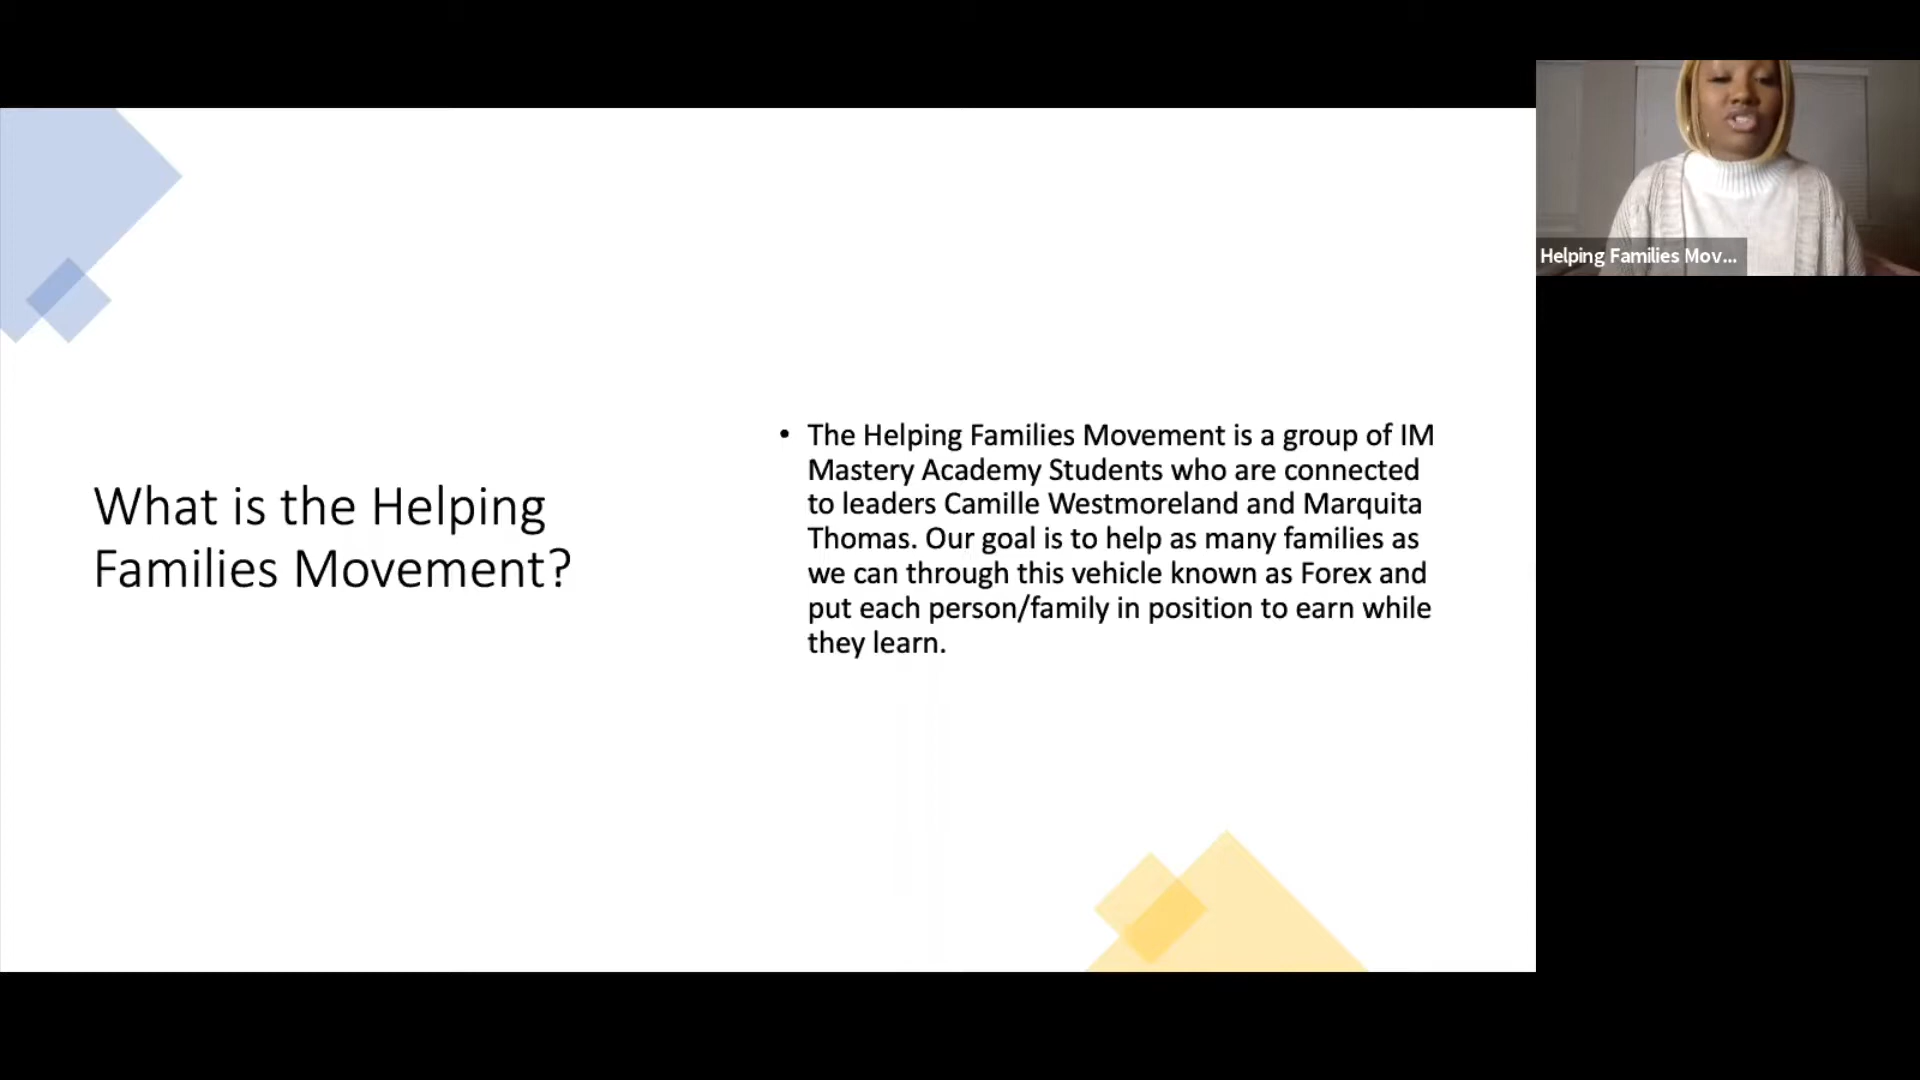 What is the Helping
Families Movement?
• The Helping Families Movement is a group of IM
Mastery Academy Students who are connected
to leaders Camille Westmoreland and Marquita
Thomas. Our goal is to help as many families as
we can through this vehicle known as Forex and
put each person/family in position to earn while
they learn.
Helping Families Mov...